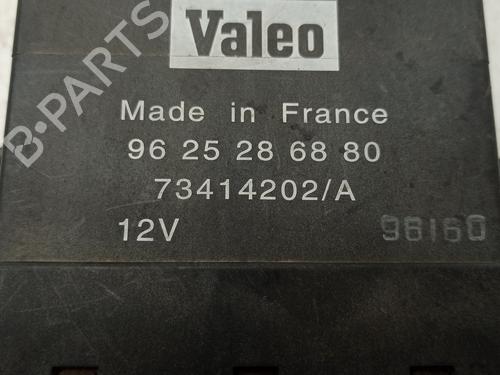 Valeo
B-PARTS
Made in France
96 25 28 68 80
73414202/A
12V 98160